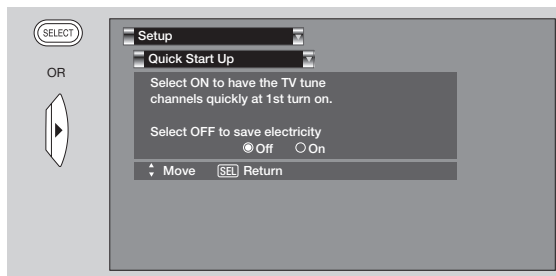 SELECT
OR
Setup
Quick Start Up
Select ON to have the TV tune
channels quickly at 1st turn on.
Select OFF to save electricity
Off On
Move SEL Return